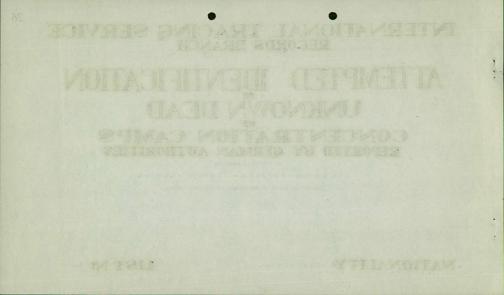 INTERNATIONAL TRACING SERVICE
RECORDS BRANCH
ATTEMPTED IDENTIFICATION
OF
UNKNOWN DEAD
OF
CONCENTRATION CAMPS
REPORTED BY GERMAN AUTHORITIES
NATIONALITY
LIST Nº